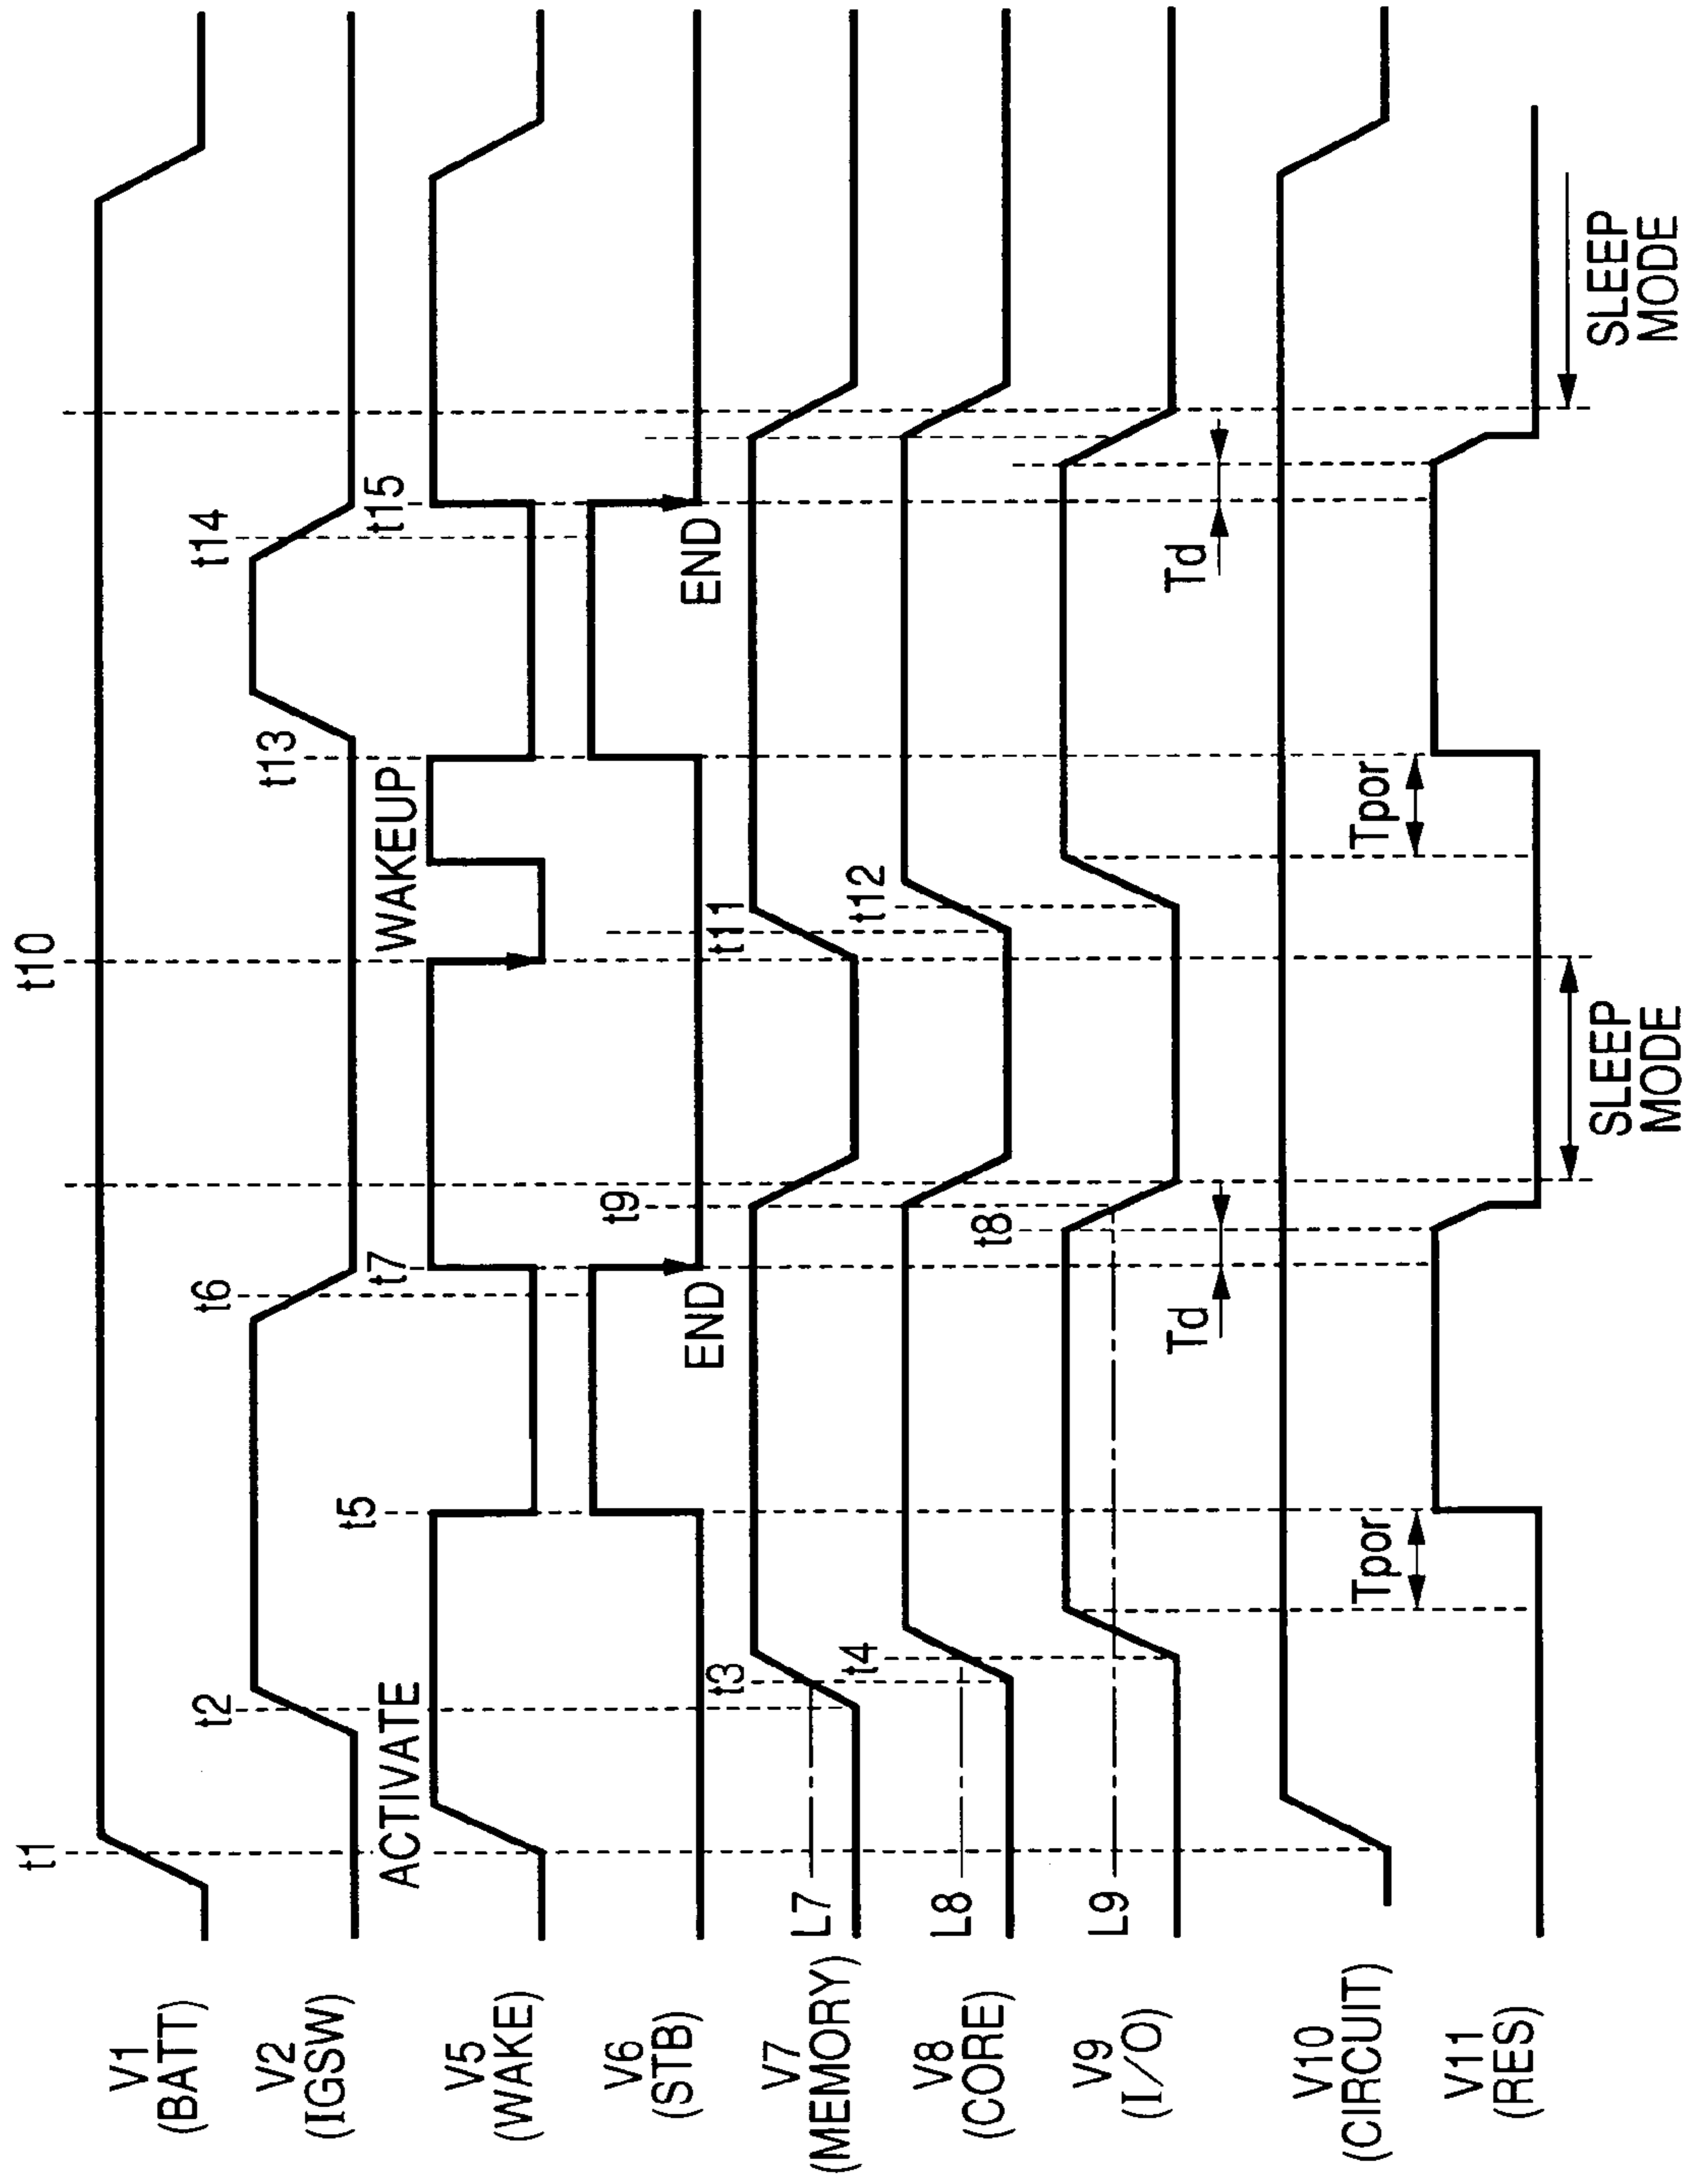 t1
t10
V1
(BATT)
t2
t6
t14
V2
(IGSW)
ACTIVATE
t5
t7
WAKEUP
t13
t15
V5
(WAKE)
V6
(STB)
END
t9
END
V7
(MEMORY)
L7
t3
t11
V8
(CORE)
L8
t4
t12
V9
(I/O)
L9
t8
Td
Td
V10
(CIRCUIT)
Tpor
Tpor
V11
(RES)
SLEEP
MODE
SLEEP
MODE